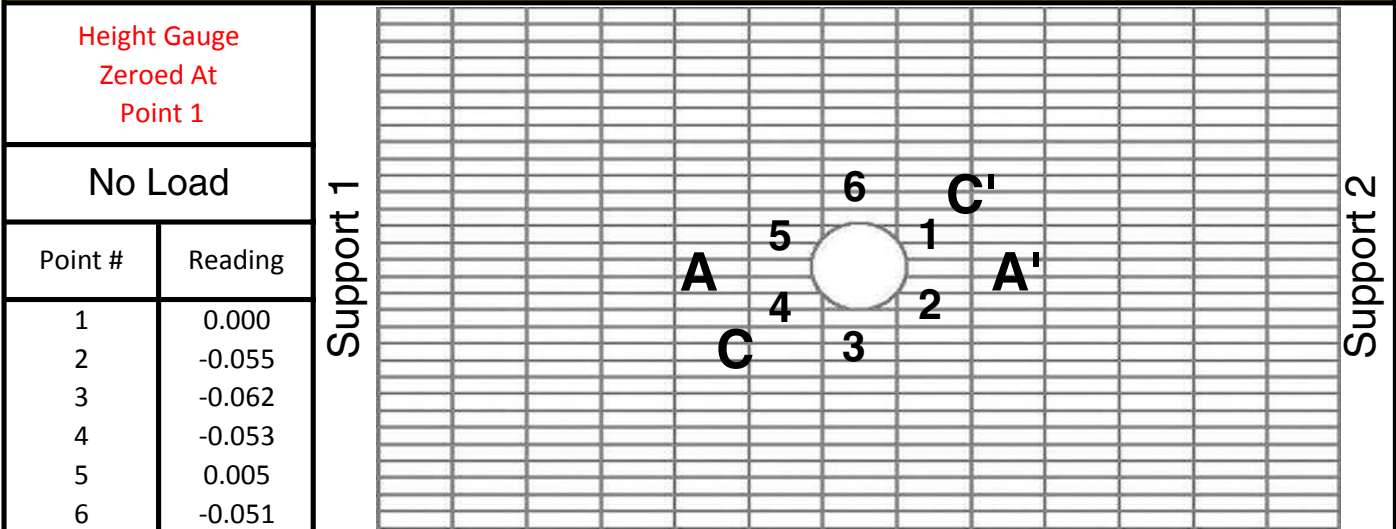 Height Gauge
Zeroed At
Point 1
No Load
Point # Reading
1 0.000
2 -0.055
3 -0.062
4 -0.053
5 0.005
6 -0.051
Support 1
6 C'
5 1
A A'
4 2
C 3
Support 2